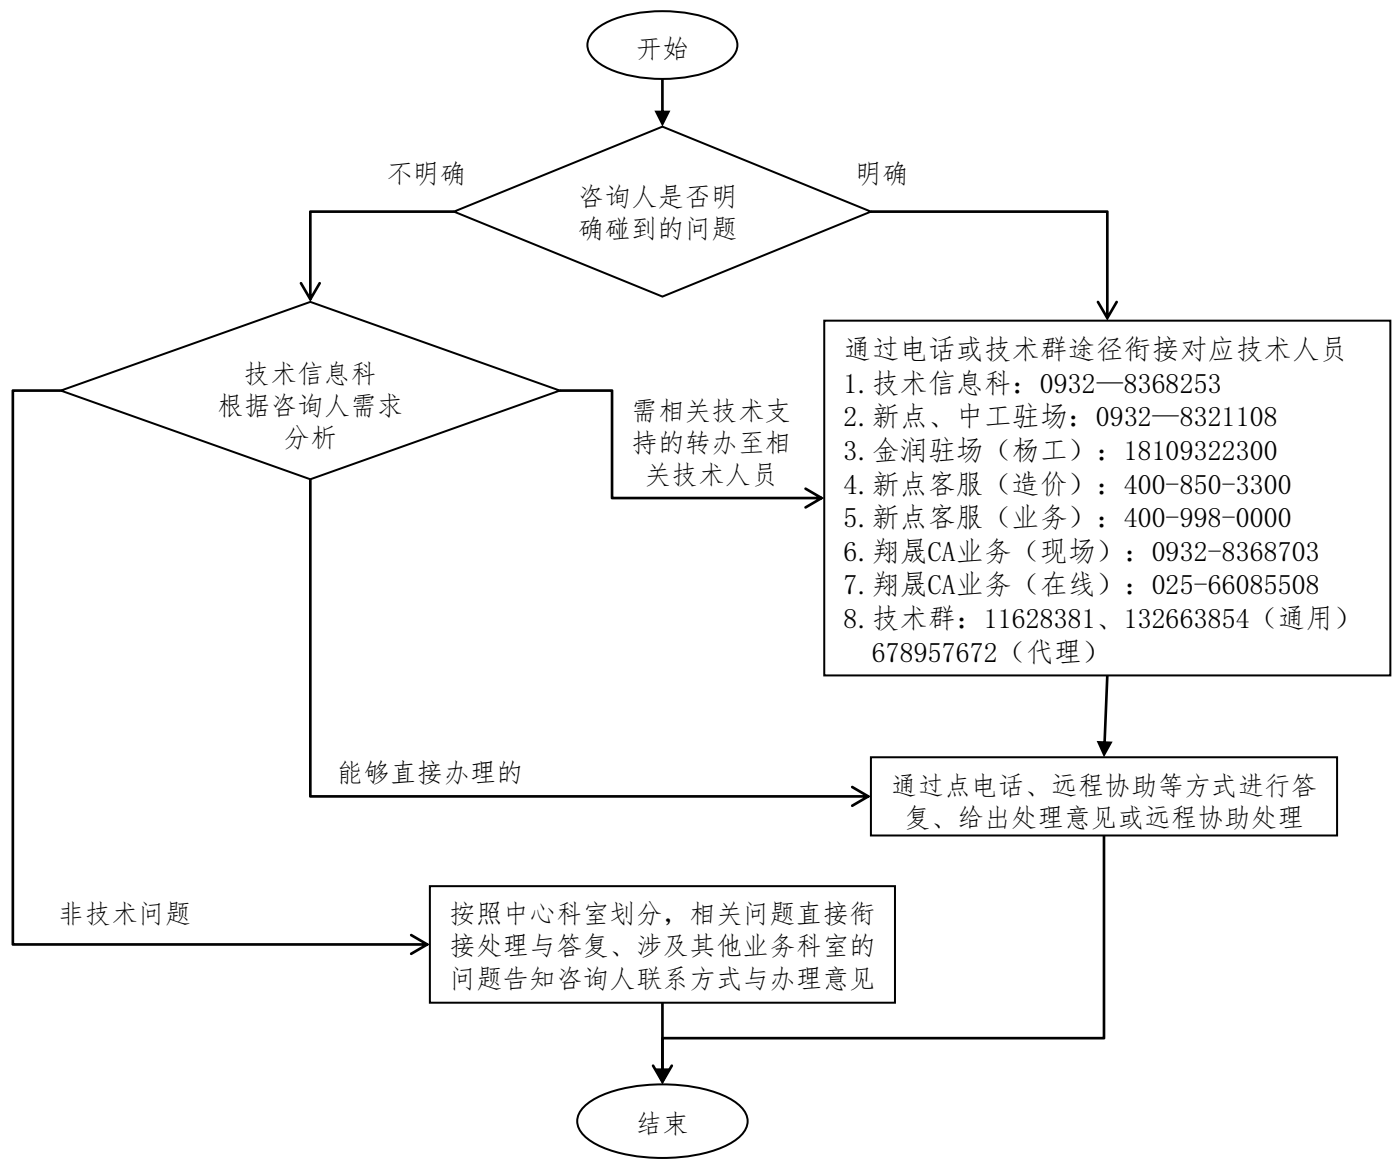 开始
不明确
明确
咨询人是否明
确碰到的问题
技术信息科
根据咨询人需求
分析
需相关技术支
持的转办至相
关技术人员
通过电话或技术群途径衔接对应技术人员
1.技术信息科：0932—8368253
2.新点、中工驻场：0932—8321108
3.金润驻场（杨工）：18109322300
4.新点客服（造价）：400-850-3300
5.新点客服（业务）：400-998-0000
6.翔晟CA业务（现场）：0932-8368703
7.翔晟CA业务（在线）：025-66085508
8.技术群：11628381、132663854（通用）
678957672（代理）
能够直接办理的
通过点电话、远程协助等方式进行答
复、给出处理意见或远程协助处理
非技术问题
按照中心科室划分，相关问题直接衔
接处理与答复、涉及其他业务科室的
问题告知咨询人联系方式与办理意见
结束